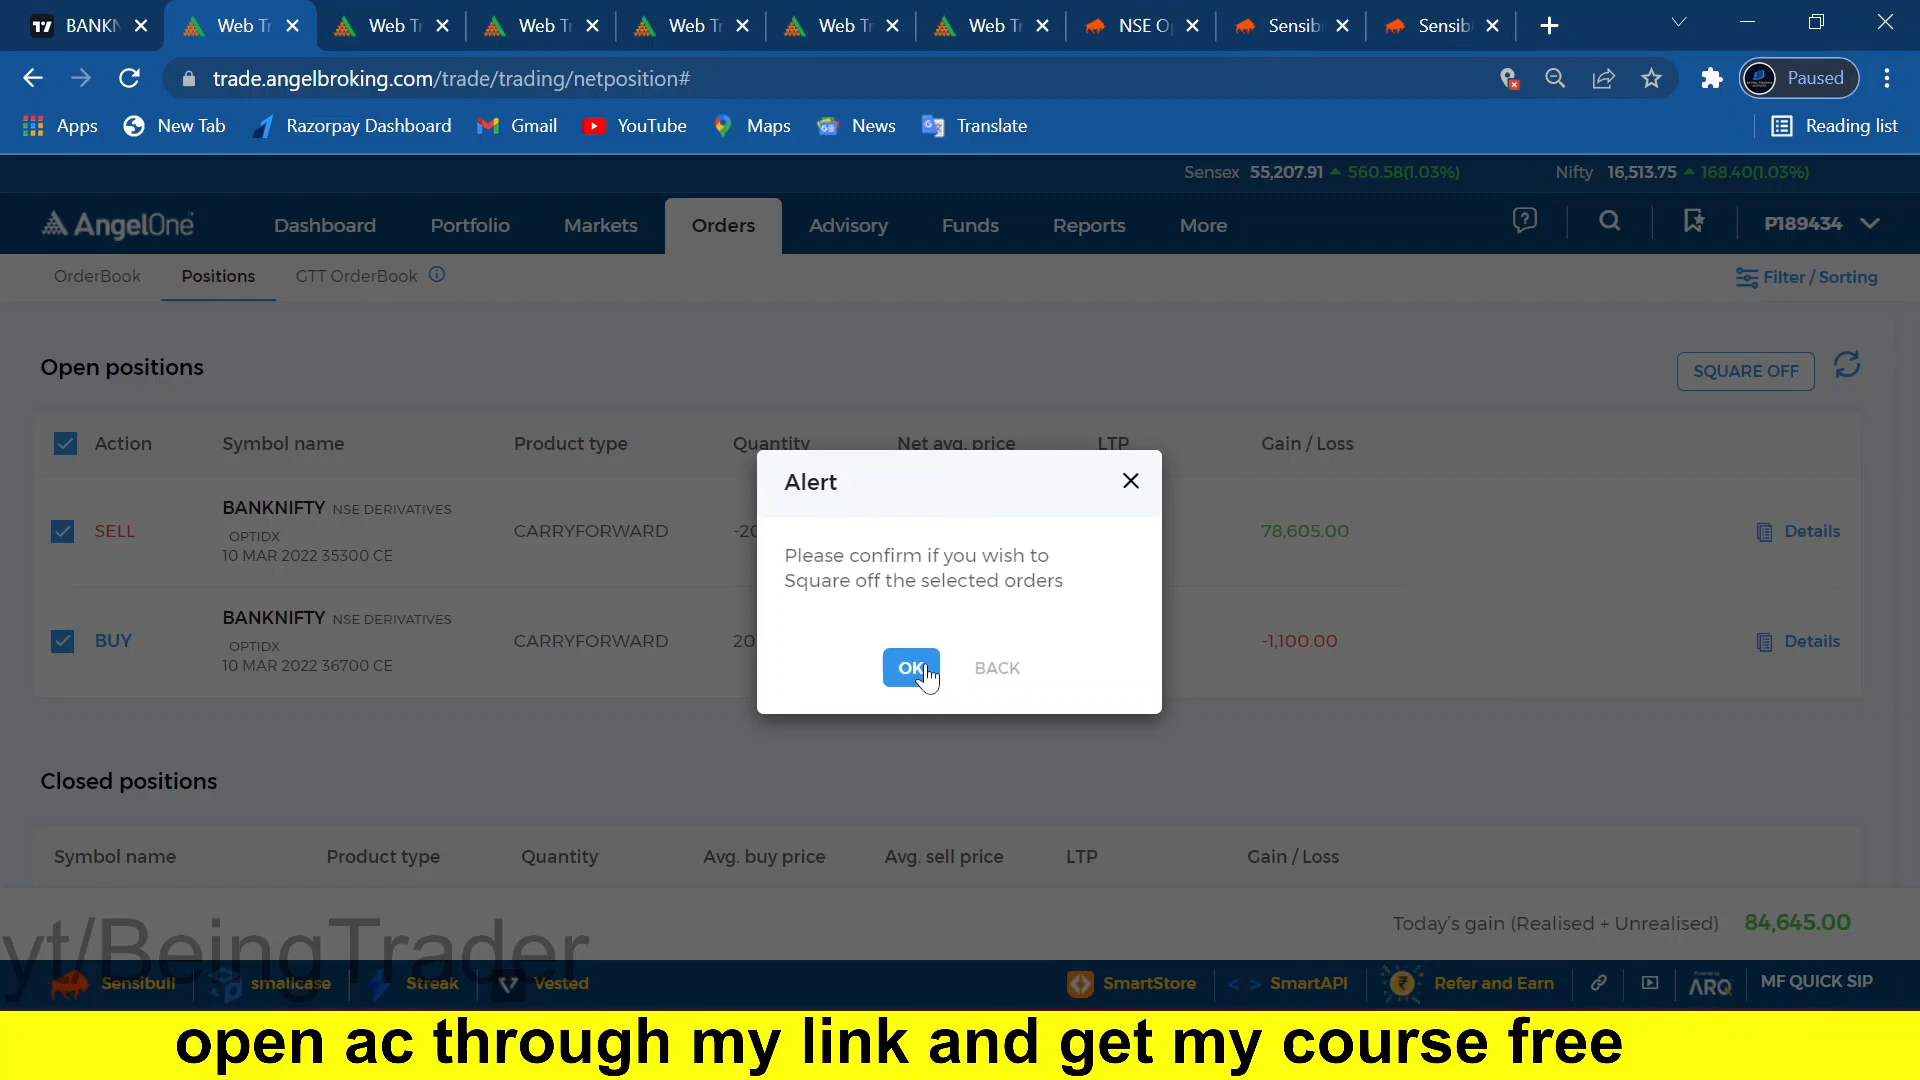 BANKN
Web Tr
Web Tr
Web Tr
Web Tr
Web Tr
Web Tr
NSE O
Sensib
Sensib
trade.angelbroking.com/trade/trading/netposition#
Paused
Apps
New Tab
Razorpay Dashboard
Gmail
YouTube
Maps
News
Translate
Reading list
Sensex 55,207.91 560.58(1.03%)
Nifty 16,513.75 168.40(1.03%)
AngelOne
Dashboard
Portfolio
Markets
Orders
Advisory
Funds
Reports
More
P189434
OrderBook
Positions
GTT OrderBook
Filter / Sorting
Open positions
SQUARE OFF
Action Symbol name Product type Quantity Net avg. price LTP Gain / Loss
SELL
BANKNIFTY NSE DERIVATIVES
OPTIDX
10 MAR 2022 35300 CE
CARRYFORWARD
78,605.00
Details
BUY
BANKNIFTY NSE DERIVATIVES
OPTIDX
10 MAR 2022 36700 CE
CARRYFORWARD
-1,100.00
Details
Alert
Please confirm if you wish to
Square off the selected orders
OK
BACK
Closed positions
Symbol name Product type Quantity Avg. buy price Avg. sell price LTP Gain / Loss
Today's gain (Realised + Unrealised) 84,645.00
yt/BeingTrader
Sensibull
smallcase
Streak
Vested
SmartStore
SmartAPI
Refer and Earn
ARQ
MF QUICK SIP
open ac through my link and get my course free